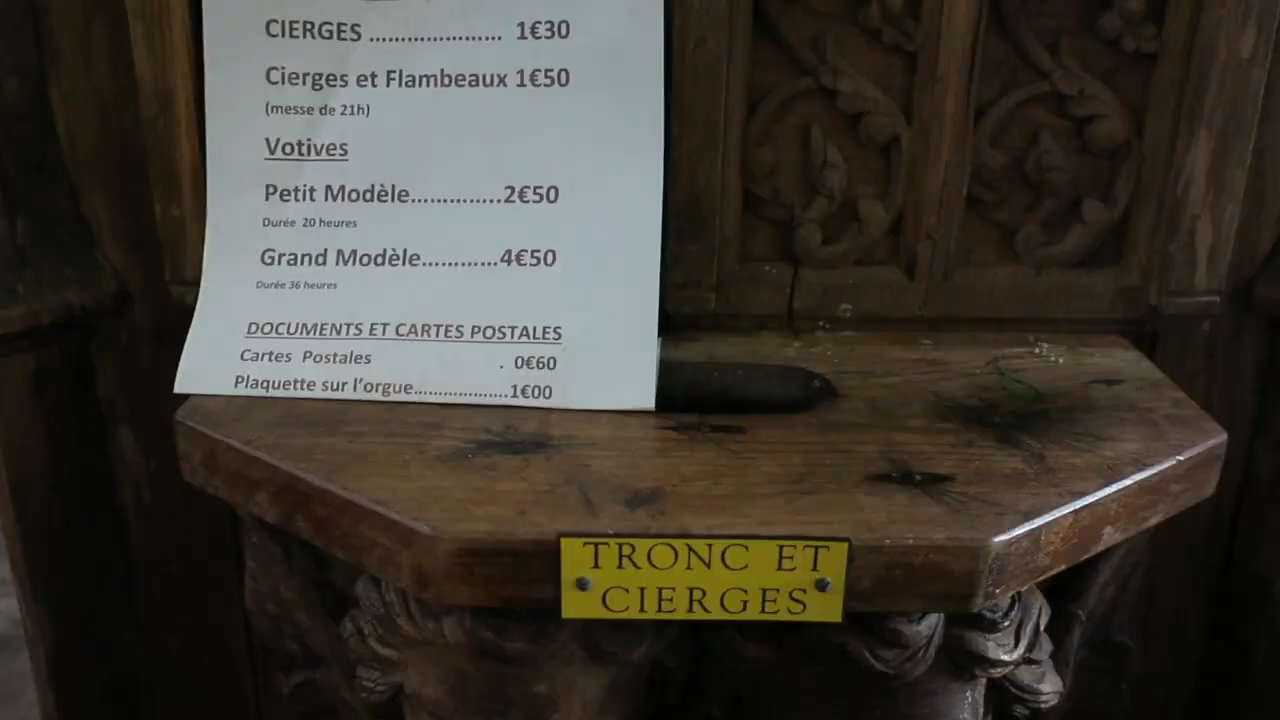 CIERGES ...................... 1€30
Cierges et Flambeaux 1€50
(messe de 21h)
Votives
Petit Modèle..............2€50
Durée 20 heures
Grand Modèle............4€50
Durée 36 heures
DOCUMENTS ET CARTES POSTALES
Cartes Postales . 0€60
Plaquette sur l'orgue....................1€00
TRONC ET
CIERGES